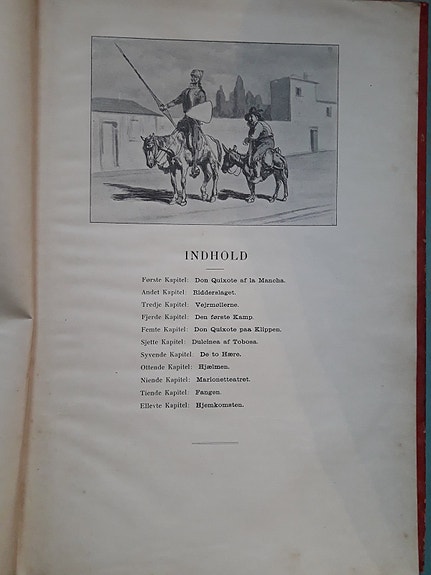 INDHOLD
Første Kapitel: Don Quixote af la Mancha.
Andet Kapitel: Ridderslaget.
Tredje Kapitel: Vejrmøllerne.
Fjerde Kapitel: Den første Kamp.
Femte Kapitel: Don Quixote paa Klippen.
Sjette Kapitel: Dulcinea af Tobosa.
Syvende Kapitel: De to Hære.
Ottende Kapitel: Hjælmen.
Niende Kapitel: Marionetteatret.
Tiende Kapitel: Fangen.
Ellevte Kapitel: Hjemkomsten.